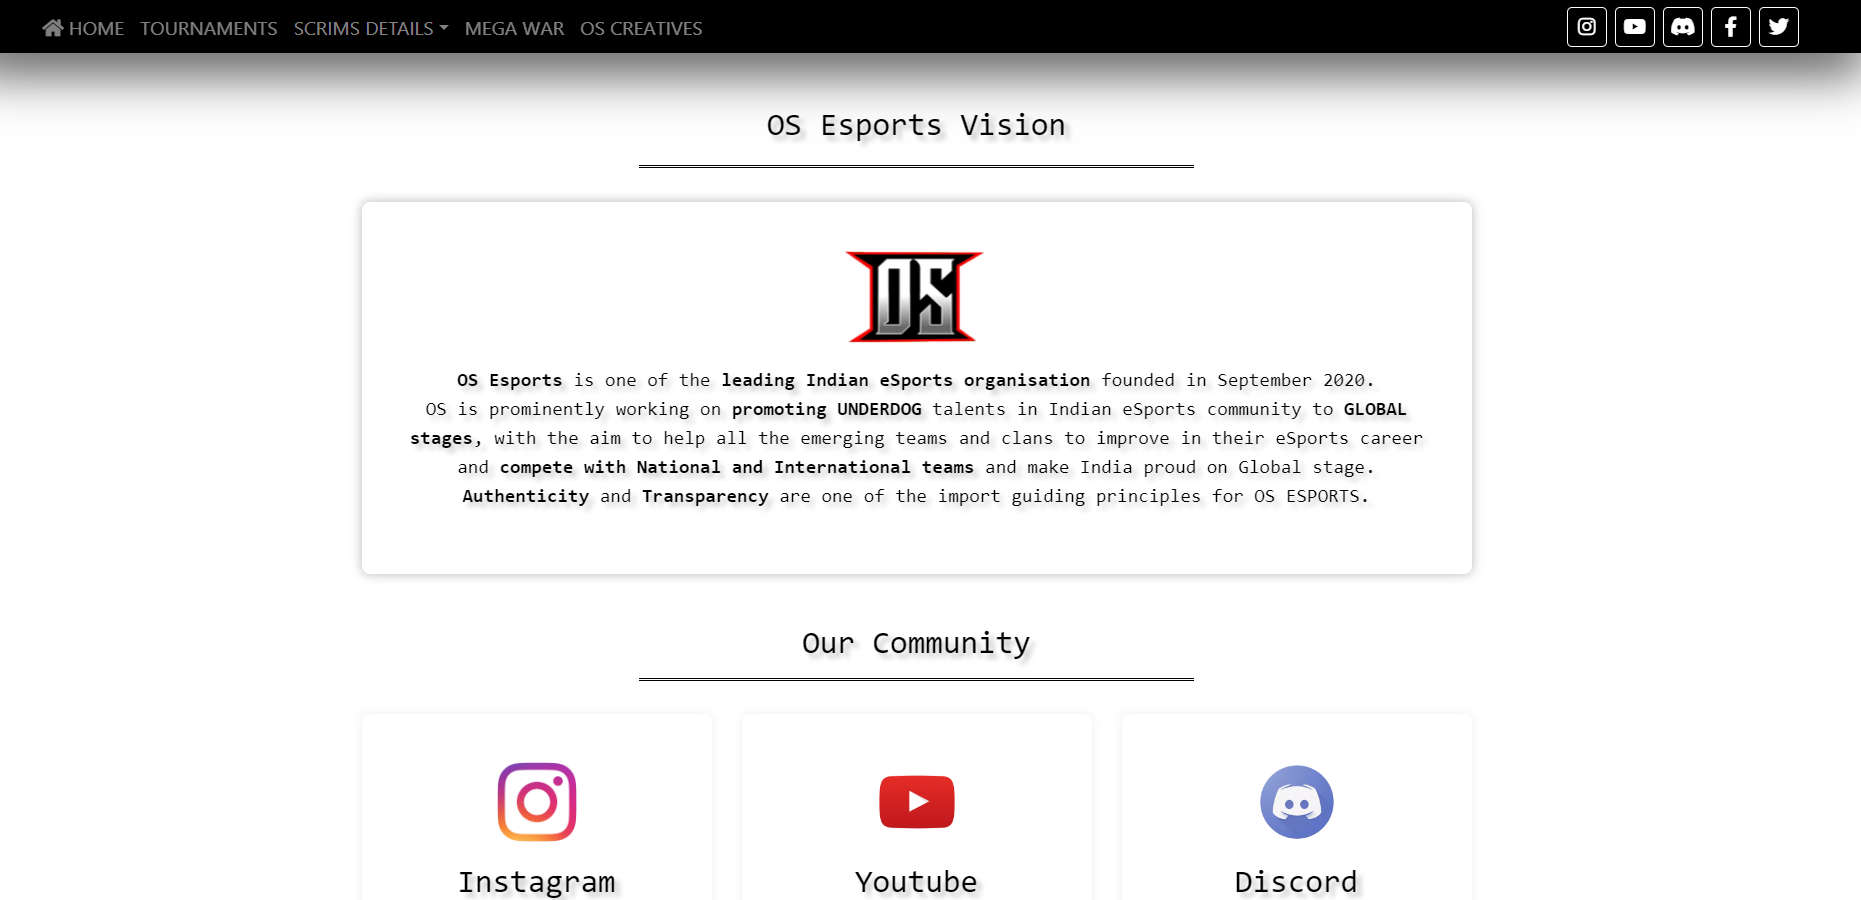 HOME TOURNAMENTS SCRIMS DETAILS MEGA WAR OS CREATIVES
OS Esports Vision
OS
OS Esports is one of the leading Indian eSports organisation founded in September 2020.
OS is prominently working on promoting UNDERDOG talents in Indian eSports community to GLOBAL
stages, with the aim to help all the emerging teams and clans to improve in their eSports career
and compete with National and International teams and make India proud on Global stage.
Authenticity and Transparency are one of the import guiding principles for OS ESPORTS.
Our Community
Instagram Youtube Discord